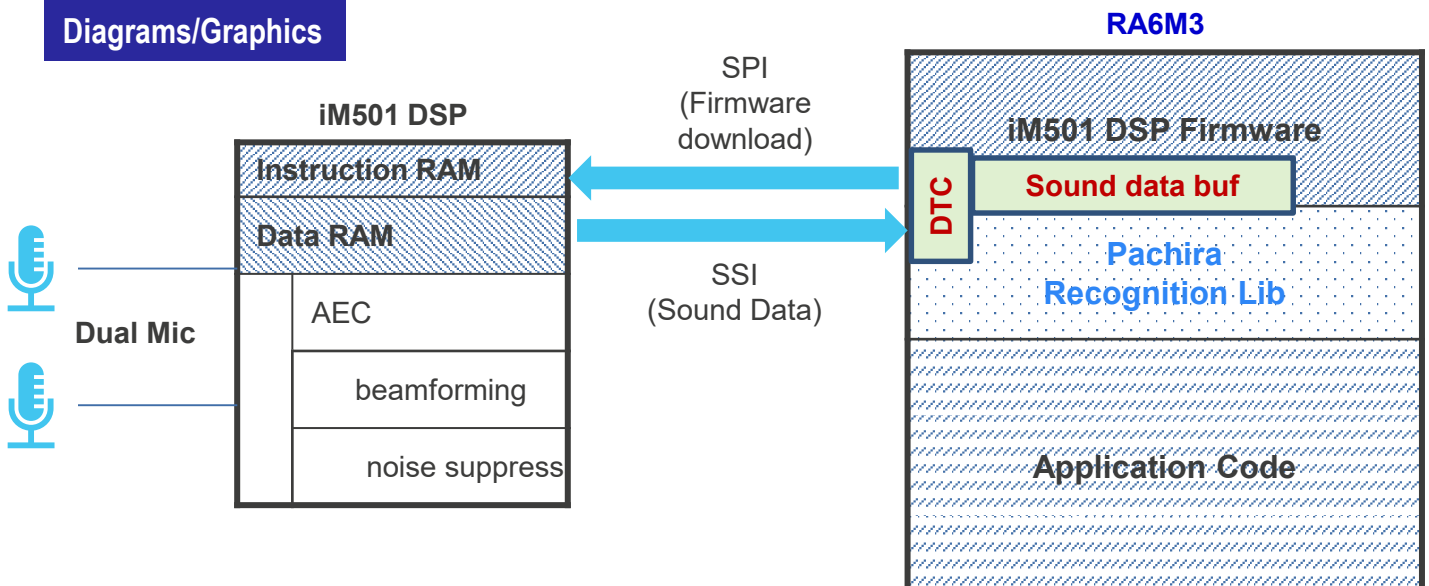 Diagrams/Graphics
RA6M3
SPI
(Firmware
download)
iM501 DSP
iM501 DSP Firmware
Instruction RAM
DTC
Sound data buf
Data RAM
Pachira
Recognition Lib
SSI
(Sound Data)
AEC
Dual Mic
beamforming
noise suppress
Application Code